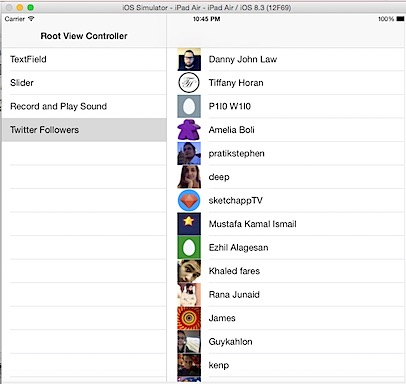 iOS Simulator - iPad Air - iPad Air / iOS 8.3 (12F69)
Carrier 10:45 PM 100%
Root View Controller
TextField
Slider
Record and Play Sound
Twitter Followers
Danny John Law
Tiffany Horan
P1I0 W1I0
Amelia Boli
pratikstephen
deep
sketchappTV
Mustafa Kamal Ismail
Ezhil Alagesan
Khaled fares
Rana Junaid
James
Guykahlon
kenp